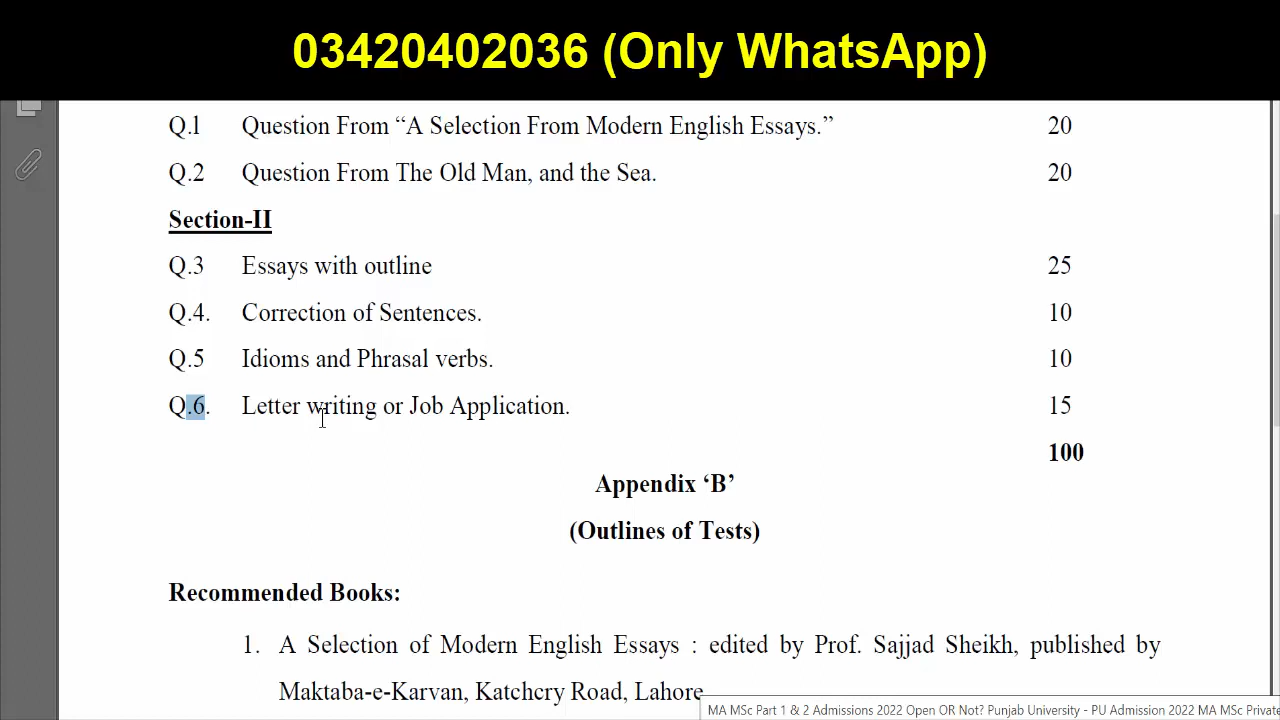 03420402036 (Only WhatsApp)
Q.1 Question From “A Selection From Modern English Essays.” 20
Q.2 Question From The Old Man, and the Sea. 20
Section-II
Q.3 Essays with outline 25
Q.4. Correction of Sentences. 10
Q.5 Idioms and Phrasal verbs. 10
Q.6. Letter writing or Job Application. 15
100
Appendix ‘B’
(Outlines of Tests)
Recommended Books:
1. A Selection of Modern English Essays : edited by Prof. Sajjad Sheikh, published by
Maktaba-e-Karvan, Katchcry Road, Lahore
MA MSc Part 1 & 2 Admissions 2022 Open OR Not? Punjab University - PU Admission 2022 MA MSc Private